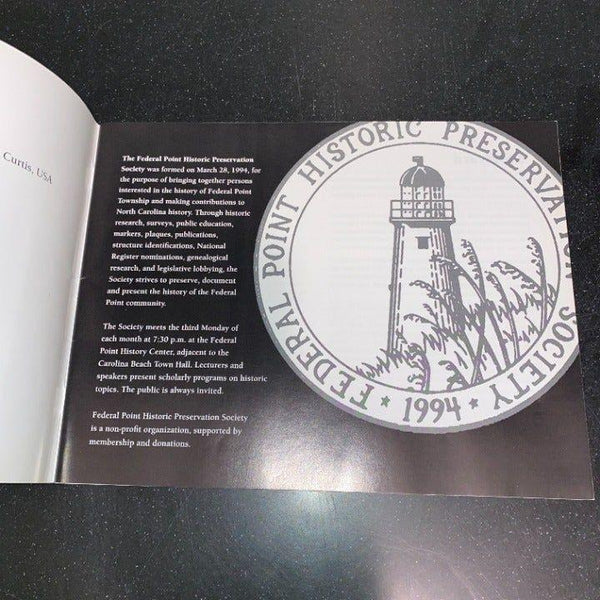 Curtis, USA
The Federal Point Historic Preservation
Society was formed on March 28, 1994, for
the purpose of bringing together persons
interested in the history of Federal Point
Township and making contributions to
North Carolina history. Through historic
research, surveys, public education,
markers, plaques, publications,
structure identifications, National
Register nominations, genealogical
research, and legislative lobbying, the
Society strives to preserve, document
and present the history of the Federal
Point community.
The Society meets the third Monday of
each month at 7:30 p.m. at the Federal
Point History Center, adjacent to the
Carolina Beach Town Hall. Lecturers and
speakers present scholarly programs on historic
topics. The public is always invited.
Federal Point Historic Preservation Society
is a non-profit organization, supported by
membership and donations.
FEDERAL POINT HISTORIC PRESERVATION SOCIETY
1994